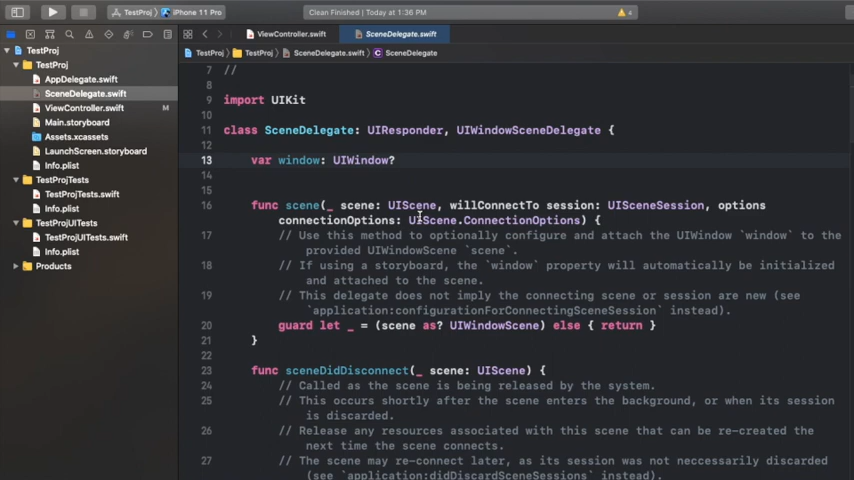 TestProj
iPhone 11 Pro
Clean Finished | Today at 1:36 PM
4
ViewController.swift
SceneDelegate.swift
TestProj
TestProj
TestProj
SceneDelegate.swift
SceneDelegate
TestProj
AppDelegate.swift
SceneDelegate.swift
ViewController.swift M
Main.storyboard
Assets.xcassets
LaunchScreen.storyboard
Info.plist
TestProjTests
TestProjTests.swift
Info.plist
TestProjUITests
TestProjUITests.swift
Info.plist
Products
7 //
8
9 import UIKit
10
11 class SceneDelegate: UIResponder, UIWindowSceneDelegate {
12
13 var window: UIWindow?
14
15
16 func scene(_ scene: UIScene, willConnectTo session: UISceneSession, options
connectionOptions: UIScene.ConnectionOptions) {
17 // Use this method to optionally configure and attach the UIWindow `window` to the
provided UIWindowScene `scene`.
18 // If using a storyboard, the `window` property will automatically be initialized
and attached to the scene.
19 // This delegate does not imply the connecting scene or session are new (see
`application:configurationForConnectingSceneSession` instead).
20 guard let _ = (scene as? UIWindowScene) else { return }
21 }
22
23 func sceneDidDisconnect(_ scene: UIScene) {
24 // Called as the scene is being released by the system.
25 // This occurs shortly after the scene enters the background, or when its session
is discarded.
26 // Release any resources associated with this scene that can be re-created the
next time the scene connects.
27 // The scene may re-connect later, as its session was not neccessarily discarded
(see `application:didDiscardSceneSessions` instead).